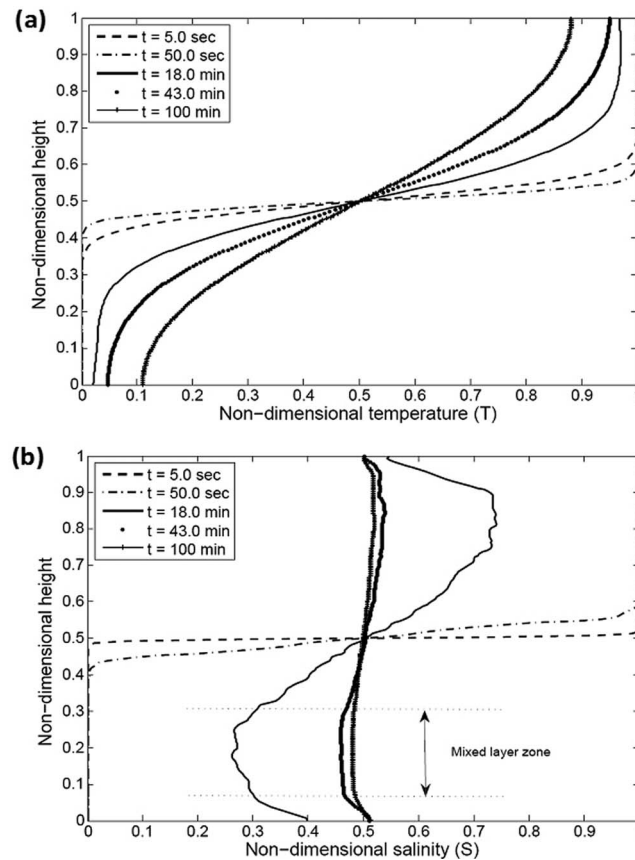 (a)
t = 5.0 sec
t = 50.0 sec
t = 18.0 min
t = 43.0 min
t = 100 min
Non-dimensional height
1
0.9
0.8
0.7
0.6
0.5
0.4
0.3
0.2
0.1
0
0 0.1 0.2 0.3 0.4 0.5 0.6 0.7 0.8 0.9 1
Non-dimensional temperature (T)
(b)
t = 5.0 sec
t = 50.0 sec
t = 18.0 min
t = 43.0 min
t = 100 min
Non-dimensional height
1
0.9
0.8
0.7
0.6
0.5
0.4
0.3
0.2
0.1
0
Mixed layer zone
0 0.1 0.2 0.3 0.4 0.5 0.6 0.7 0.8 0.9
Non-dimensional salinity (S)